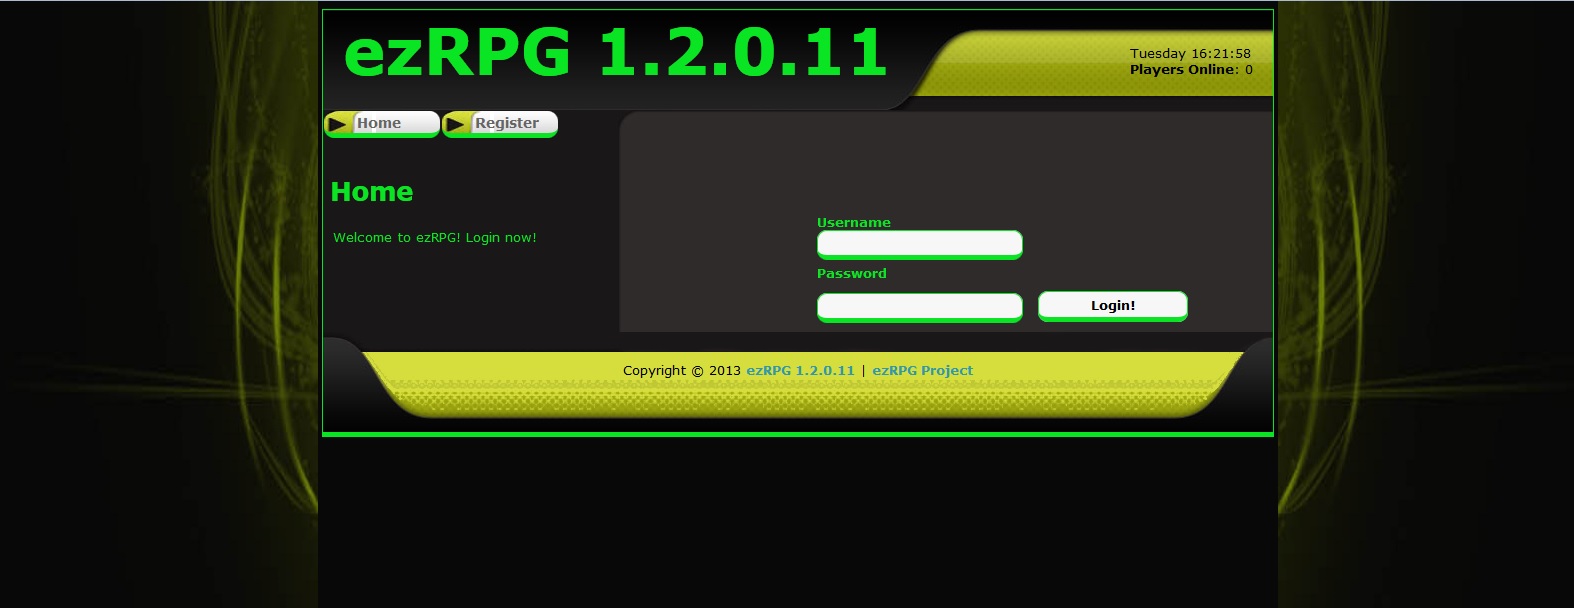 ezRPG 1.2.0.11
Tuesday 16:21:58
Players Online: 0
Home
Register
Home
Welcome to ezRPG! Login now!
Username
Password
Login!
Copyright © 2013 ezRPG 1.2.0.11 | ezRPG Project